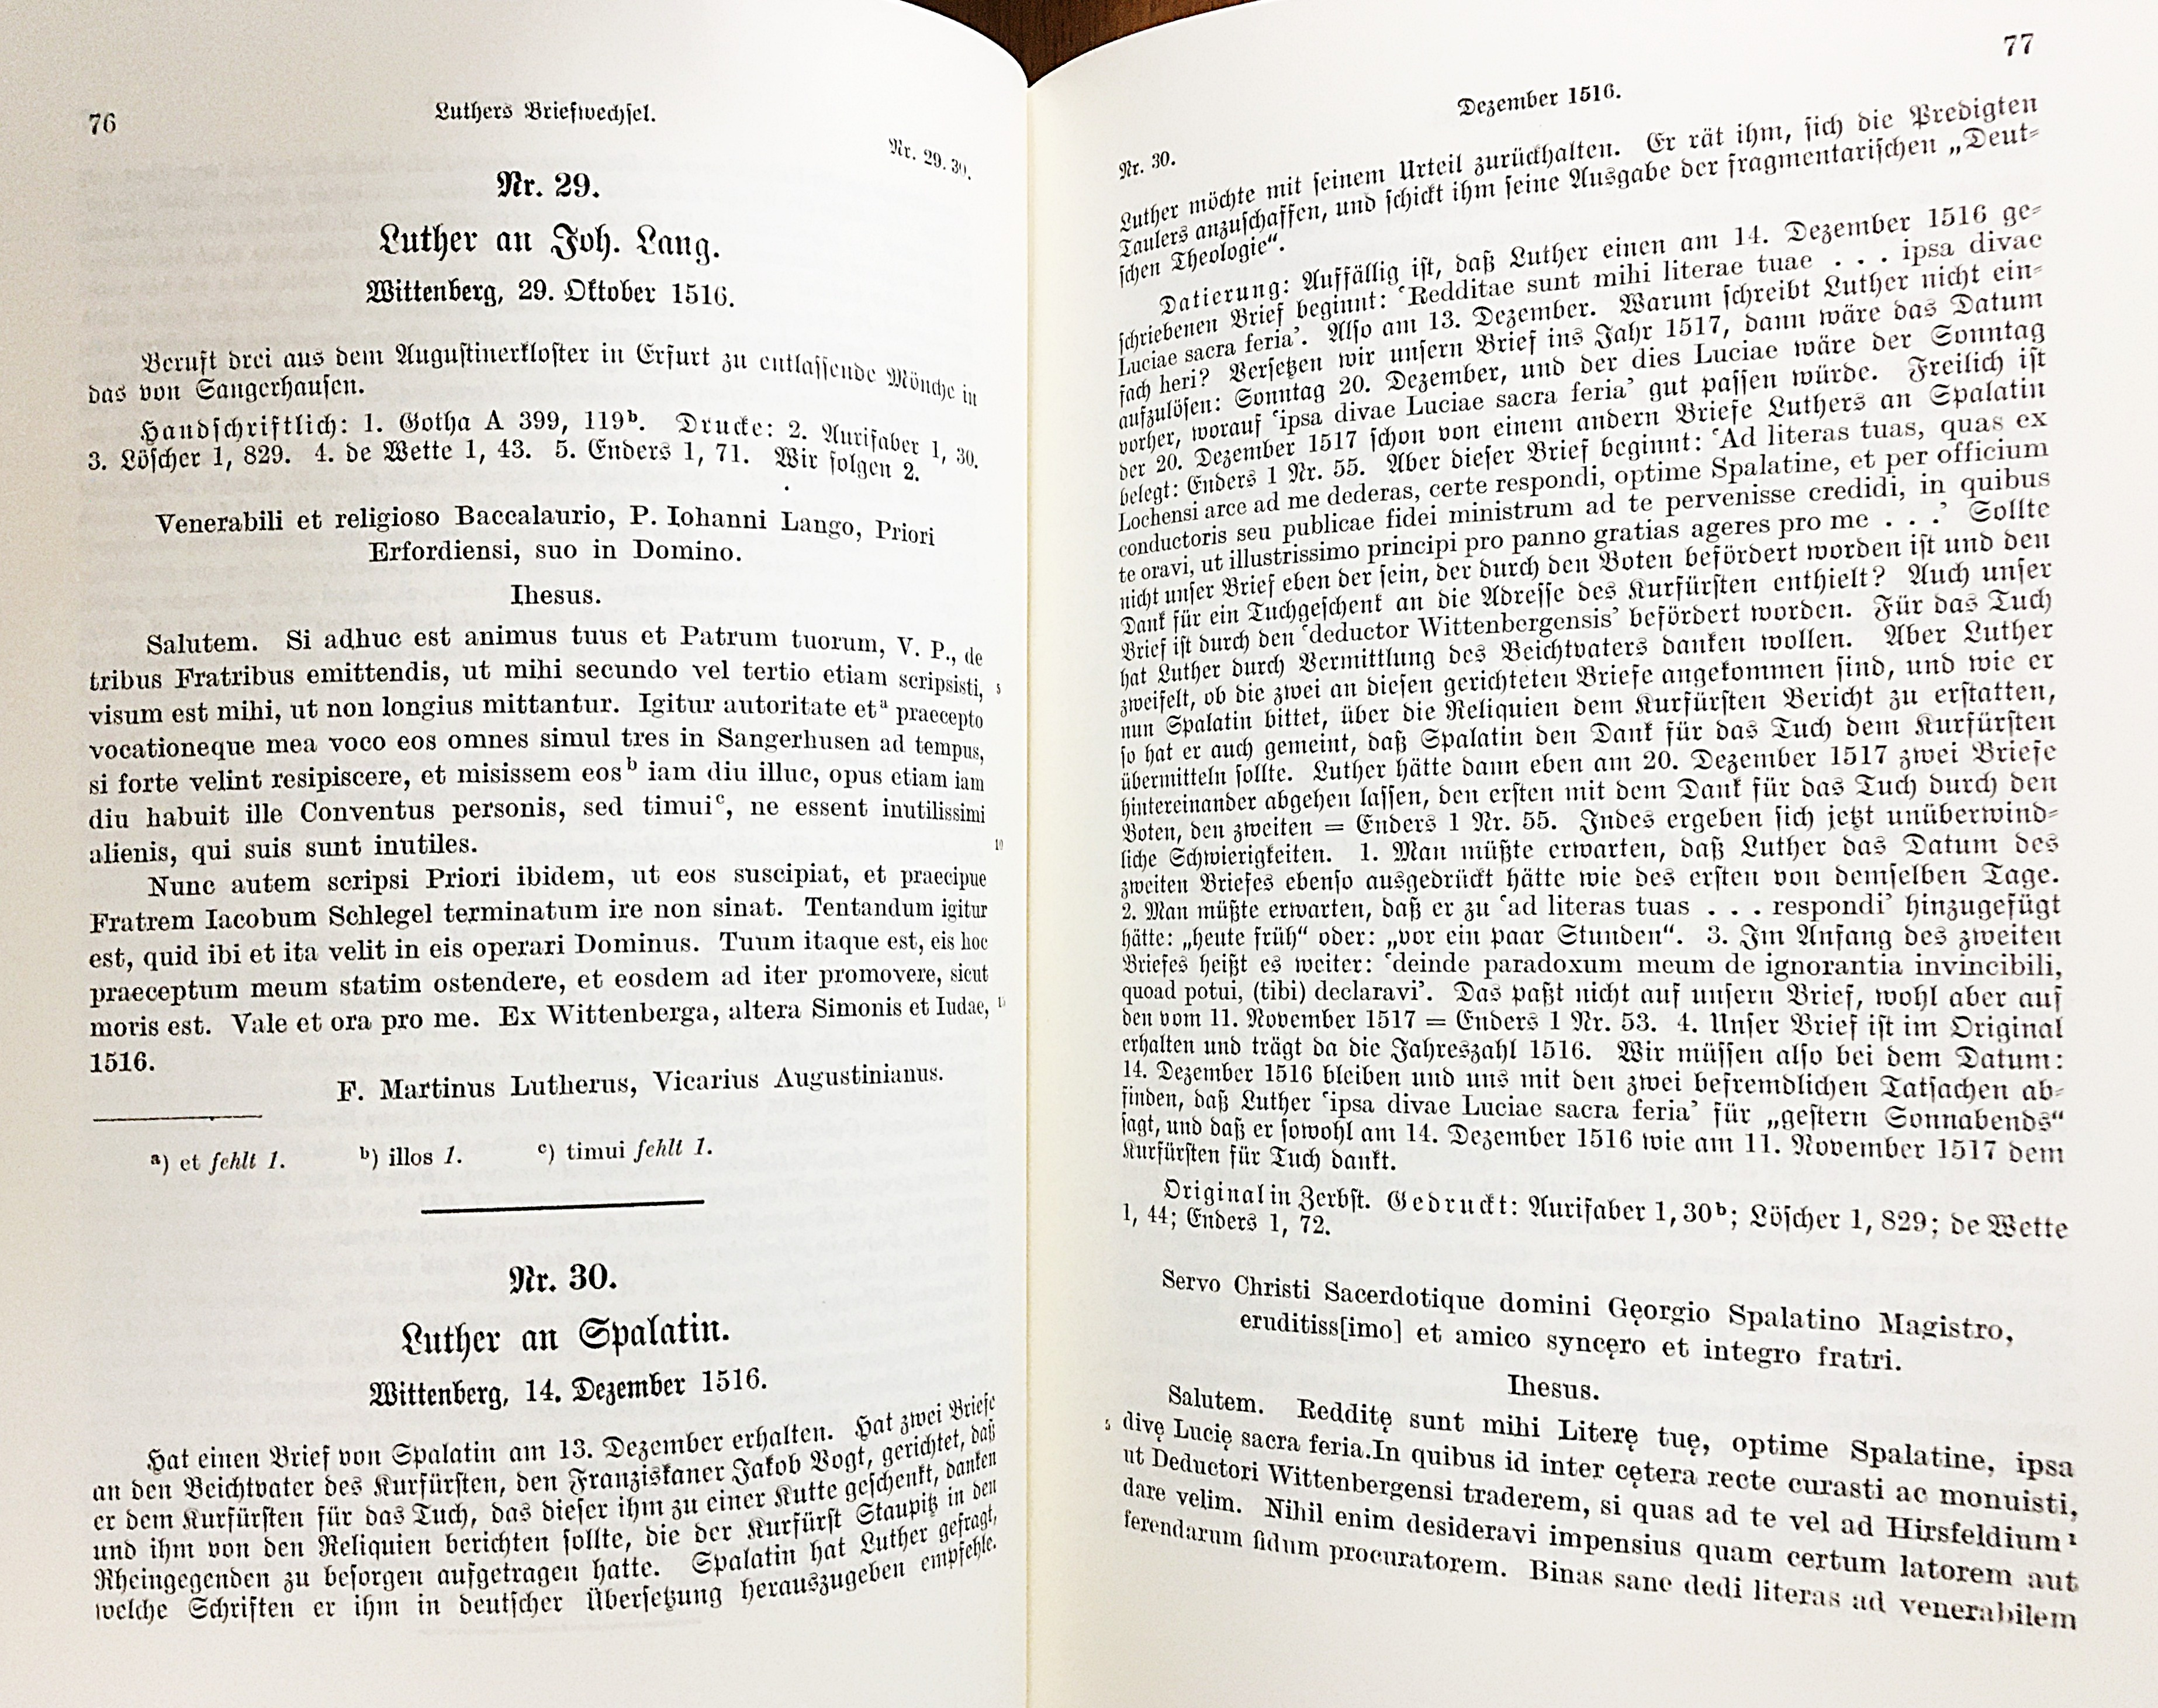 76
Luthers Briefwechsel.
Nr. 29. 30.
Nr. 29.
Luther an Joh. Lang.
Wittenberg, 29. Oktober 1516.
Beruft drei aus dem Augustinerkloster in Erfurt zu entlassende Mönche in
das von Sangerhausen.
Handschriftlich: 1. Gotha A 399, 119ᵇ. Drucke: 2. Aurifaber 1, 30.
3. Löscher 1, 829. 4. de Wette 1, 43. 5. Enders 1, 71. Wir folgen 2.
Venerabili et religioso Baccalaurio, P. Iohanni Lango, Priori
Erfordiensi, suo in Domino.
Ihesus.
Salutem. Si adhuc est animus tuus et Patrum tuorum, V. P., de
tribus Fratribus emittendis, ut mihi secundo vel tertio etiam scripsisti, 5
visum est mihi, ut non longius mittantur. Igitur autoritate etᵃ praecepto
vocationeque mea voco eos omnes simul tres in Sangerhusen ad tempus,
si forte velint resipiscere, et misissem eosᵇ iam diu illuc, opus etiam iam
diu habuit ille Conventus personis, sed timuiᶜ, ne essent inutilissimi
alienis, qui suis sunt inutiles. 10
Nunc autem scripsi Priori ibidem, ut eos suscipiat, et praecipue
Fratrem Iacobum Schlegel terminatum ire non sinat. Tentandum igitur
est, quid ibi et ita velit in eis operari Dominus. Tuum itaque est, eis hoc
praeceptum meum statim ostendere, et eosdem ad iter promovere, sicut
moris est. Vale et ora pro me. Ex Wittenberga, altera Simonis et Iudae,
1516.
F. Martinus Lutherus, Vicarius Augustinianus.
ᵃ) et fehlt 1. ᵇ) illos 1. ᶜ) timui fehlt 1.
Nr. 30.
Luther an Spalatin.
Wittenberg, 14. Dezember 1516.
Hat einen Brief von Spalatin am 13. Dezember erhalten. Hat zwei Briefe
an den Beichtvater des Kurfürsten, den Franziskaner Jakob Vogt, gerichtet, daß
er dem Kurfürsten für das Tuch, das dieser ihm zu einer Kutte geschenkt, danken
und ihm von den Reliquien berichten sollte, die der Kurfürst Staupitz in den
Rheingegenden zu besorgen aufgetragen hatte. Spalatin hat Luther gefragt,
welche Schriften er ihm in deutscher Übersetzung herauszugeben empfehle.
77
Dezember 1516.
Nr. 30.
Luther möchte mit seinem Urteil zurückhalten. Er rät ihm, sich die Predigten
Taulers anzuschaffen, und schickt ihm seine Ausgabe der fragmentarischen „Deut-
schen Theologie“.
Datierung: Auffällig ist, daß Luther einen am 14. Dezember 1516 ge-
schriebenen Brief beginnt: ‘Redditae sunt mihi literae tuae . . . ipsa divae
Luciae sacra feria’. Also am 13. Dezember. Warum schreibt Luther nicht ein-
fach heri? Versetzen wir unsern Brief ins Jahr 1517, dann wäre das Datum
aufzulösen: Sonntag 20. Dezember, und der dies Luciae wäre der Sonntag
vorher, worauf ‘ipsa divae Luciae sacra feria’ gut passen würde. Freilich ist
der 20. Dezember 1517 schon von einem andern Briefe Luthers an Spalatin
belegt: Enders 1 Nr. 55. Aber dieser Brief beginnt: ‘Ad literas tuas, quas ex
Lochensi arce ad me dederas, certe respondi, optime Spalatine, et per officium
conductoris seu publicae fidei ministrum ad te pervenisse credidi, in quibus
te oravi, ut illustrissimo principi pro panno gratias ageres pro me . . .’ Sollte
nicht unser Brief eben der sein, der durch den Boten befördert worden ist und den
Dank für ein Tuchgeschenk an die Adresse des Kurfürsten enthielt? Auch unser
Brief ist durch den ‘deductor Wittenbergensis’ befördert worden. Für das Tuch
hat Luther durch Vermittlung des Beichtvaters danken wollen. Aber Luther
zweifelt, ob die zwei an diesen gerichteten Briefe angekommen sind, und wie er
nun Spalatin bittet, über die Reliquien dem Kurfürsten Bericht zu erstatten,
so hat er auch gemeint, daß Spalatin den Dank für das Tuch dem Kurfürsten
übermitteln sollte. Luther hätte dann eben am 20. Dezember 1517 zwei Briefe
hintereinander abgehen lassen, den ersten mit dem Dank für das Tuch durch den
Boten, den zweiten = Enders 1 Nr. 55. Indes ergeben sich jetzt unüberwind-
liche Schwierigkeiten. 1. Man müßte erwarten, daß Luther das Datum des
zweiten Briefes ebenso ausgedrückt hätte wie des ersten von demselben Tage.
2. Man müßte erwarten, daß er zu ‘ad literas tuas . . . respondi’ hinzugefügt
hätte: „heute früh“ oder: „vor ein paar Stunden“. 3. Im Anfang des zweiten
Briefes heißt es weiter: ‘deinde paradoxum meum de ignorantia invincibili,
quoad potui, (tibi) declaravi’. Das paßt nicht auf unsern Brief, wohl aber auf
den vom 11. November 1517 = Enders 1 Nr. 53. 4. Unser Brief ist im Original
erhalten und trägt da die Jahreszahl 1516. Wir müssen also bei dem Datum:
14. Dezember 1516 bleiben und uns mit den zwei befremdlichen Tatsachen ab-
finden, daß Luther ‘ipsa divae Luciae sacra feria’ für „gestern Sonnabends“
sagt, und daß er sowohl am 14. Dezember 1516 wie am 11. November 1517 dem
Kurfürsten für Tuch dankt.
Original in Zerbst. Gedruckt: Aurifaber 1, 30ᵇ; Löscher 1, 829; de Wette
1, 44; Enders 1, 72.
Servo Christi Sacerdotique domini Gęorgio Spalatino Magistro,
eruditiss[imo] et amico syncęro et integro fratri.
Ihesus.
Salutem. Redditę sunt mihi Literę tuę, optime Spalatine, ipsa
5 divę Lucię sacra feria. In quibus id inter cętera recte curasti ac monuisti,
ut Deductori Wittenbergensi traderem, si quas ad te vel ad Hirsfeldium¹
dare velim. Nihil enim desideravi impensius quam certum latorem aut
ferendarum fidum procuratorem. Binas sane dedi literas ad venerabilem